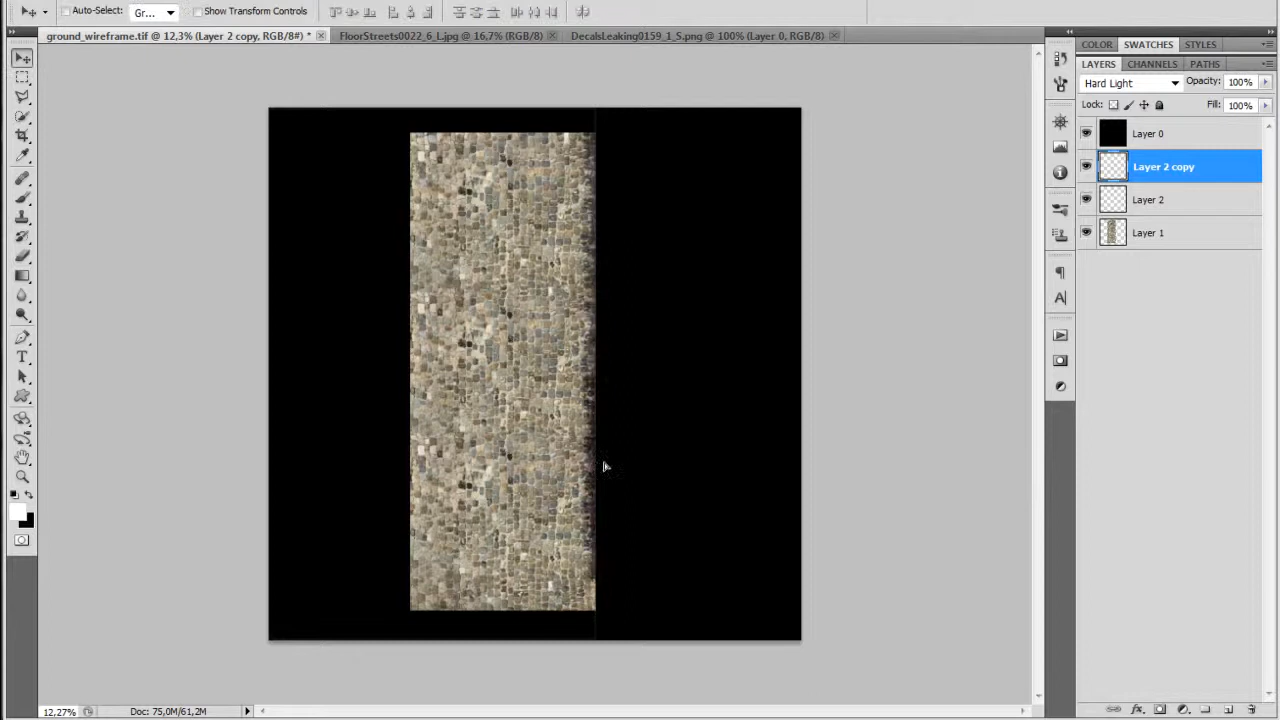 Auto-Select: Gr... Show Transform Controls
ground_wireframe.tif @ 12,3% (Layer 2 copy, RGB/8#) * FloorStreets0022_6_L.jpg @ 16,7% (RGB/8) DecalsLeaking0159_1_S.png @ 100% (Layer 0, RGB/8)
COLOR SWATCHES STYLES
LAYERS CHANNELS PATHS
Hard Light Opacity: 100%
Lock: Fill: 100%
Layer 0
Layer 2 copy
Layer 2
Layer 1
12,27% Doc: 75,0M/61,2M